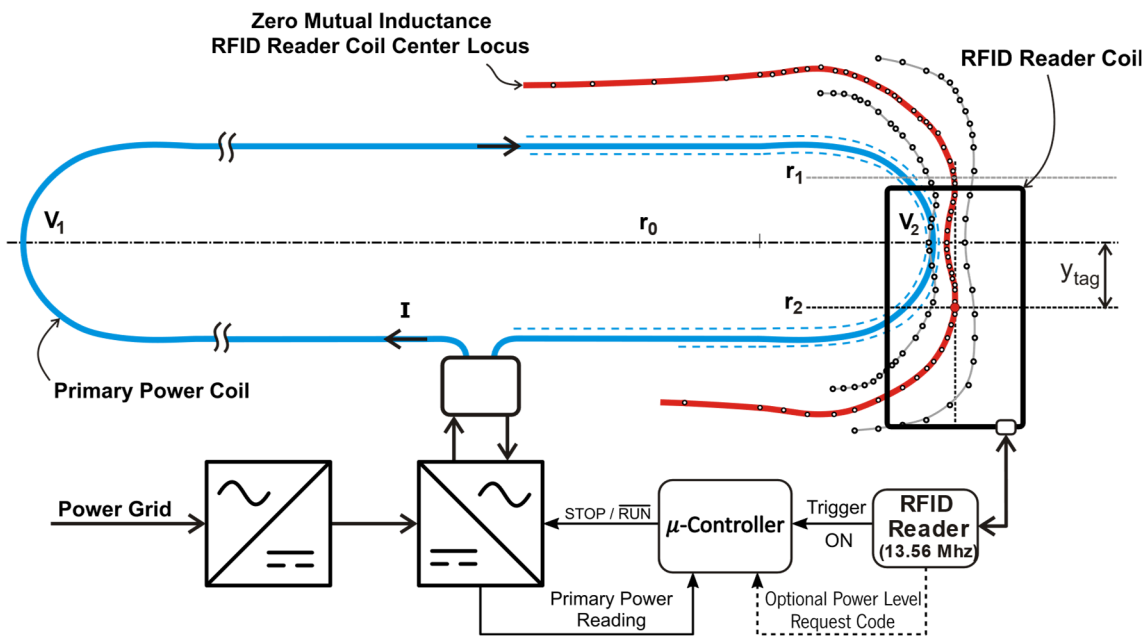 Zero Mutual Inductance
RFID Reader Coil Center Locus
RFID Reader Coil
r1
V1
r0
V2
ytag
I
r2
Primary Power Coil
Power Grid
STOP / R̅U̅N̅
μ-Controller
Trigger
ON
RFID
Reader
(13.56 Mhz)
Primary Power
Reading
Optional Power Level
Request Code